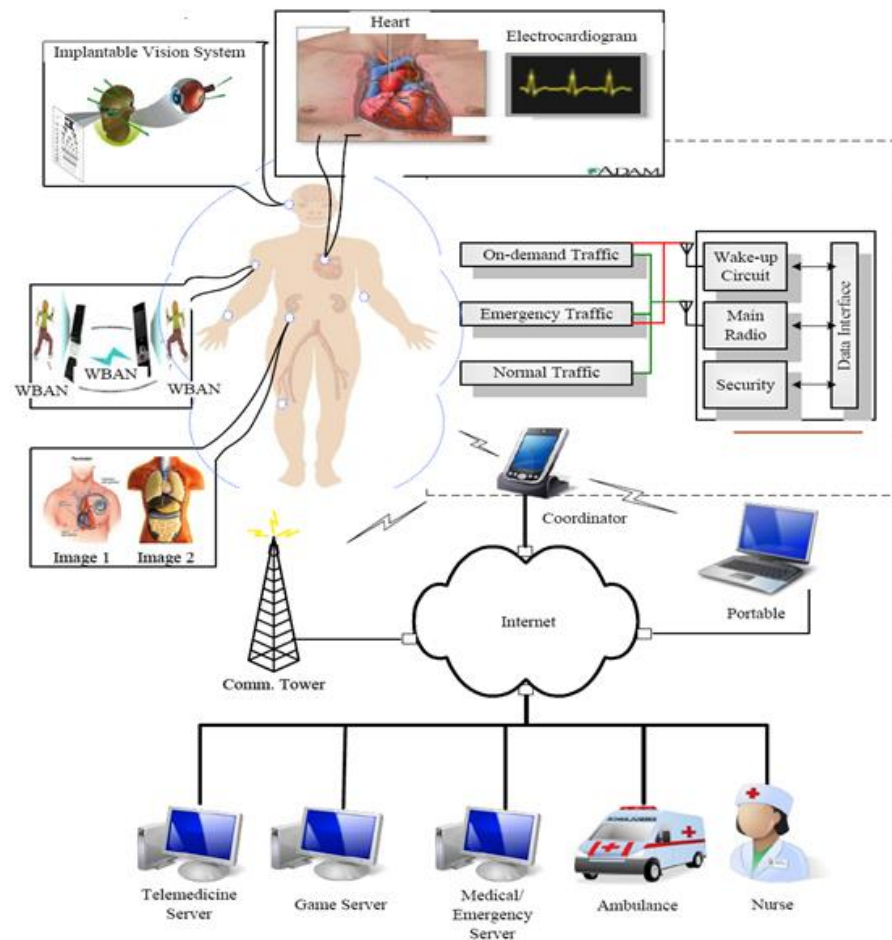 Heart
Implantable Vision System
Electrocardiogram
ADAM
On-demand Traffic
Wake-up
Circuit
Emergency Traffic
Main
Radio
Data Interface
Normal Traffic
Security
WBAN
WBAN
WBAN
Image 1
Image 2
Coordinator
Internet
Portable
Comm. Tower
Telemedicine
Server
Game Server
Medical/
Emergency
Server
Ambulance
Nurse